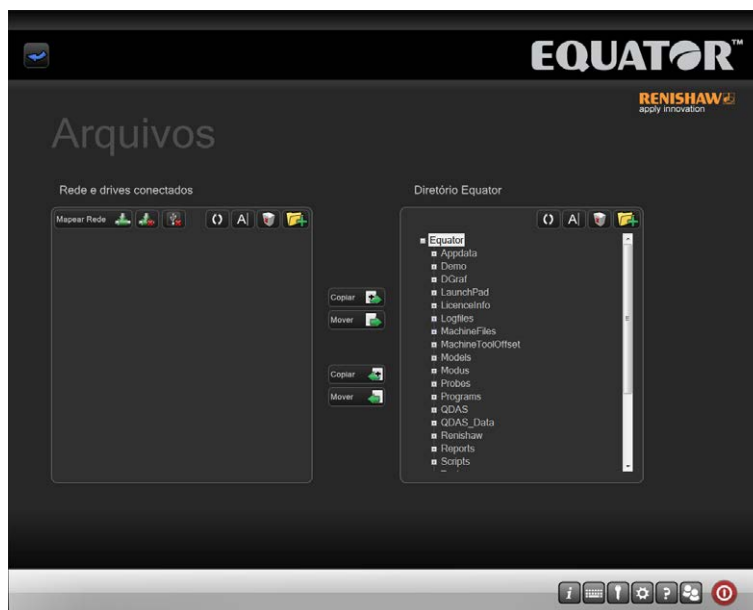 EQUATOR™
RENISHAW
apply innovation
Arquivos
Rede e drives conectados
Diretório Equator
Mapear Rede
A|
A|
Equator
Appdata
Demo
DGraf
LaunchPad
LicenceInfo
Logfiles
MachineFiles
MachineToolOffset
Models
Modus
Probes
Programs
QDAS
QDAS_Data
Renishaw
Reports
Scripts
Copiar
Mover
Copiar
Mover